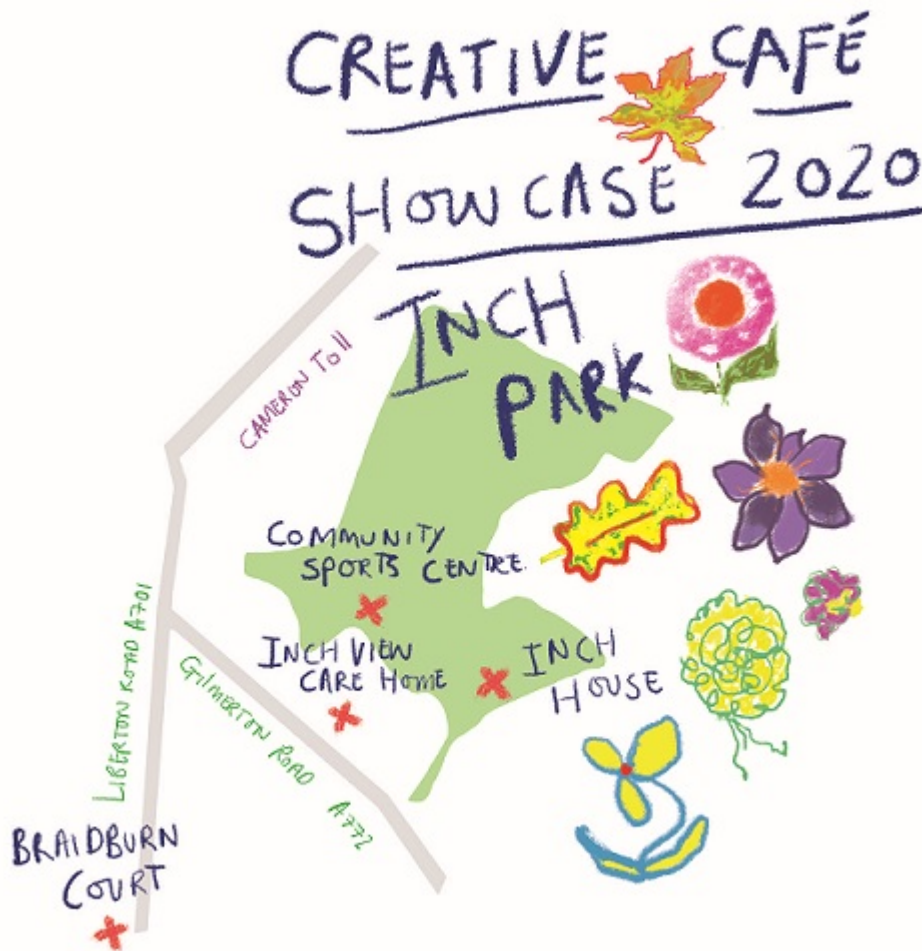 CREATIVE CAFÉ
SHOWCASE 2020
INCH
PARK
CAMERON Toll
COMMUNITY
SPORTS CENTRE
INCH VIEW
CARE HOME
INCH
HOUSE
LIBERTON ROAD A701
GILMERTON ROAD A772
BRAIDBURN
COURT